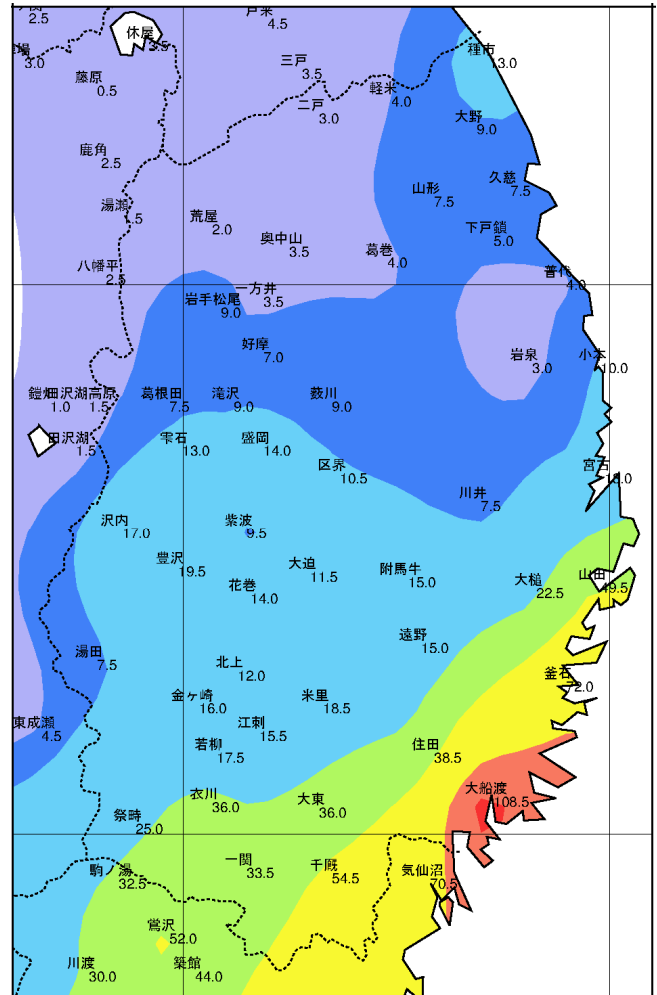 2.5
戸来
4.5
休屋
3.5
種市
13.0
3.0
三戸
3.5
藤原
0.5
軽米
4.0
二戸
3.0
大野
9.0
鹿角
2.5
久慈
7.5
山形
7.5
湯瀬
荒屋
2.0
下戸鎖
5.0
奥中山
3.5
葛巻
4.0
八幡平
2.5
普代
4.0
一方井
3.5
岩手松尾
9.0
好摩
7.0
岩泉
3.0
小本
10.0
田沢湖高原
1.0
1.5
葛根田
7.5
滝沢
9.0
薮川
9.0
田沢湖
1.5
雫石
13.0
盛岡
14.0
区界
10.5
宮古
川井
7.5
沢内
17.0
紫波
9.5
豊沢
19.5
大迫
11.5
附馬牛
15.0
大槌
22.5
山田
49.5
花巻
14.0
遠野
15.0
湯田
7.5
北上
12.0
釜石
72.0
金ヶ崎
16.0
米里
18.5
東成瀬
4.5
江刺
15.5
若柳
17.5
住田
38.5
衣川
36.0
大東
36.0
大船渡
108.5
祭畤
25.0
駒ノ湯
32.5
一関
33.5
千厩
54.5
気仙沼
70.5
鶯沢
52.0
川渡
30.0
築館
44.0